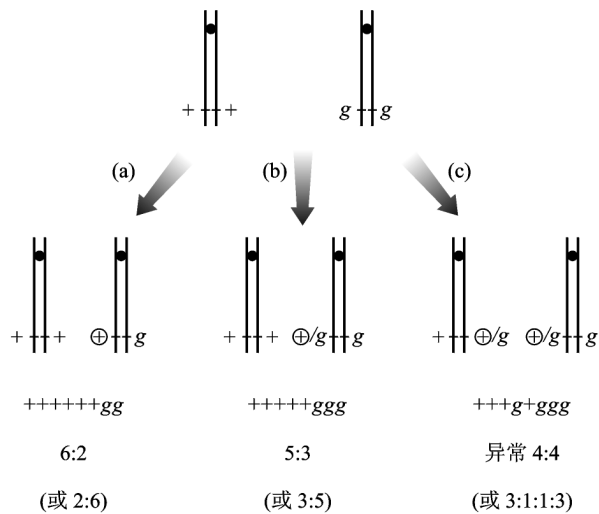 + + g g
(a) (b) (c)
+ + ⊕ g + + ⊕/g g + ⊕/g ⊕/g g
++++++gg +++++ggg +++g+ggg
6:2 5:3 异常 4:4
(或 2:6) (或 3:5) (或 3:1:1:3)